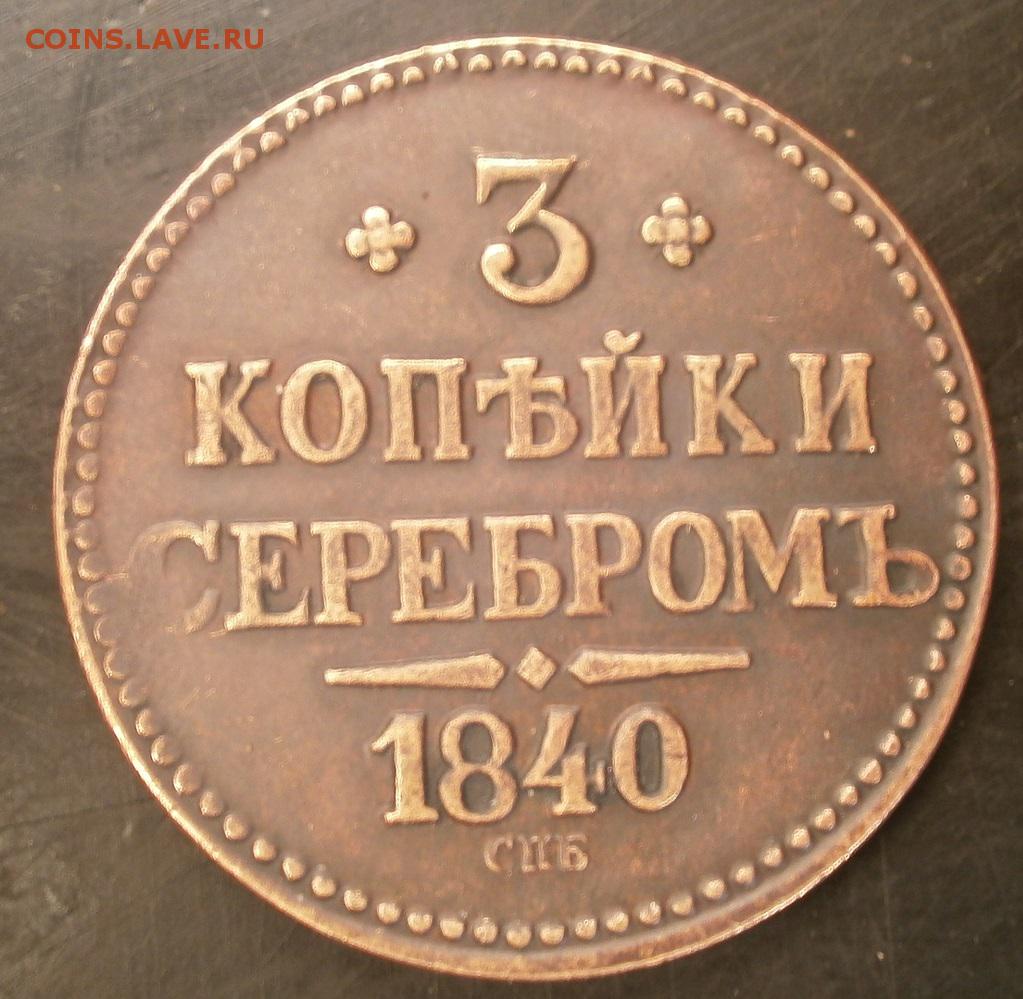 COINS.LAVE.RU
3
КОПѢЙКИ
СЕРЕБРОМЪ
1840
СПБ